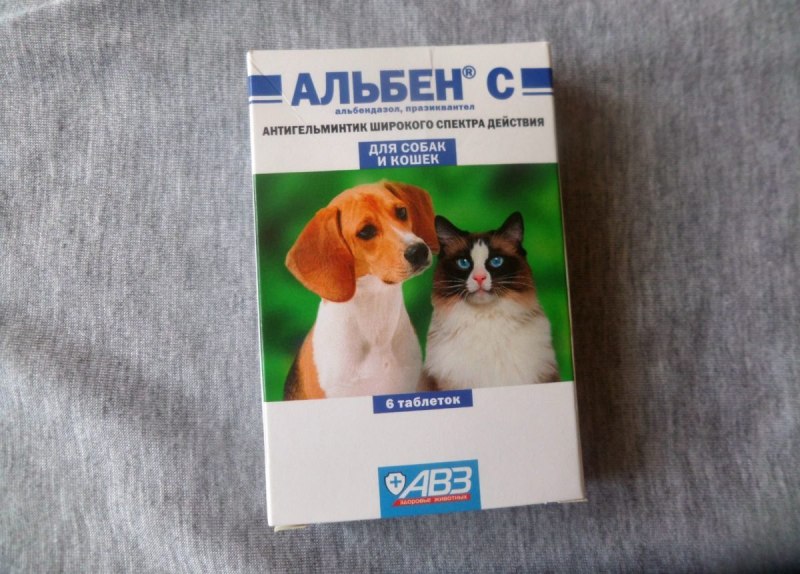 АЛЬБЕН® С
альбендазол, празиквантел
АНТИГЕЛЬМИНТИК ШИРОКОГО СПЕКТРА ДЕЙСТВИЯ
ДЛЯ СОБАК
И КОШЕК
6 таблеток
АВЗ
здоровье животных